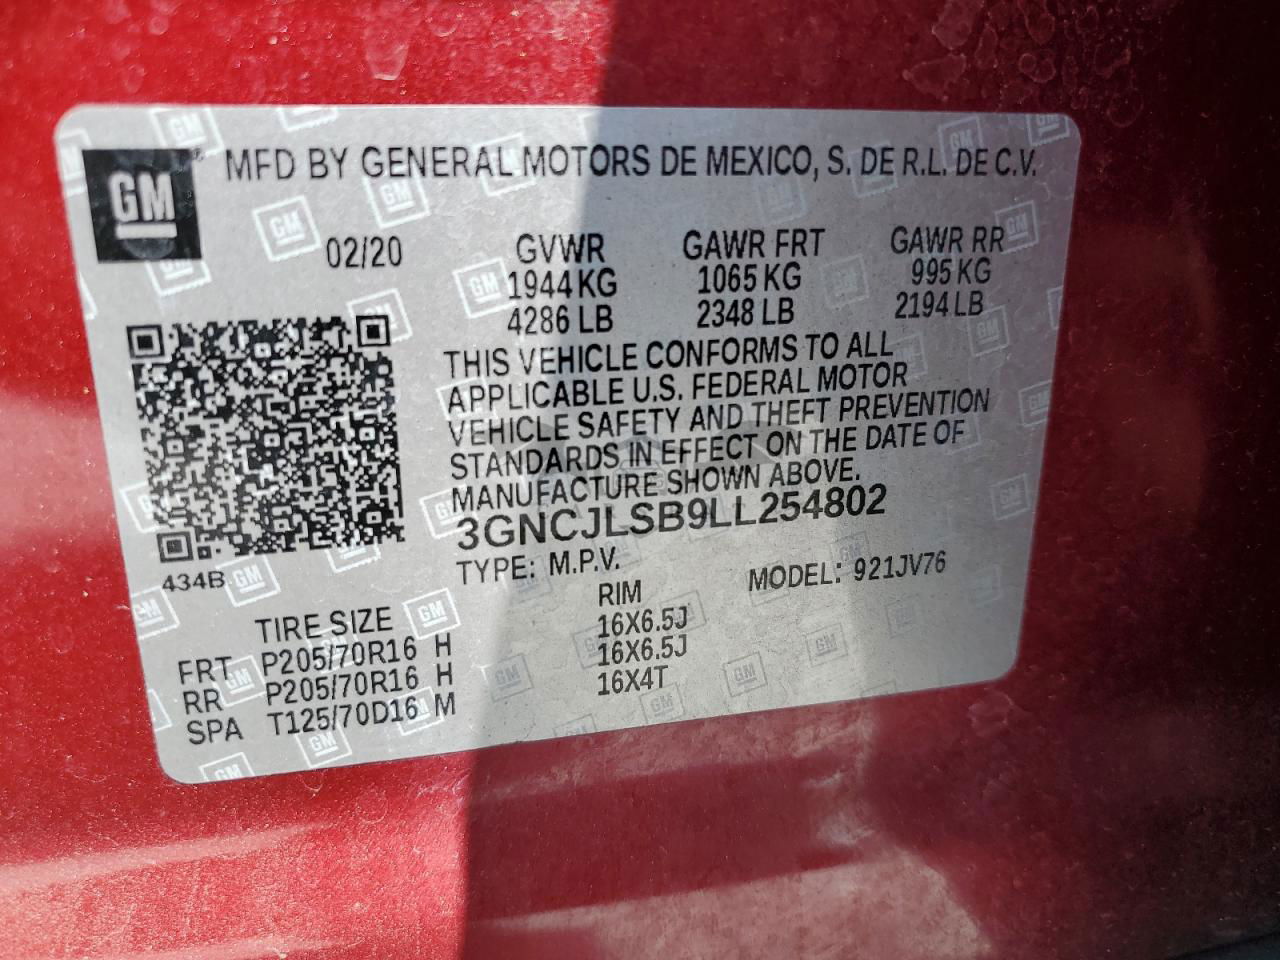 GM MFD BY GENERAL MOTORS DE MEXICO, S. DE R.L. DE C.V.
02/20 GVWR GAWR FRT GAWR RR
1944 KG 1065 KG 995 KG
4286 LB 2348 LB 2194 LB
THIS VEHICLE CONFORMS TO ALL
APPLICABLE U.S. FEDERAL MOTOR
VEHICLE SAFETY AND THEFT PREVENTION
STANDARDS IN EFFECT ON THE DATE OF
MANUFACTURE SHOWN ABOVE.
3GNCJLSB9LL254802
434B TYPE: M.P.V. MODEL: 921JV76
TIRE SIZE RIM
FRT P205/70R16 H 16X6.5J
RR P205/70R16 H 16X6.5J
SPA T125/70D16 M 16X4T